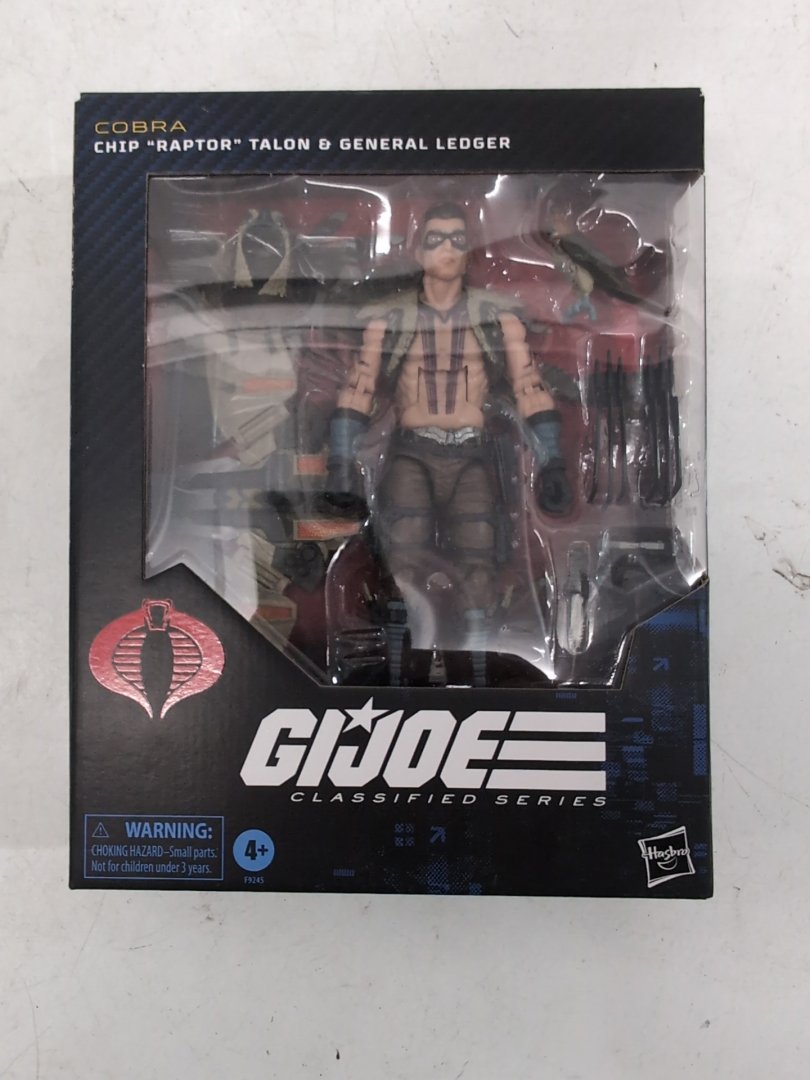 COBRA
CHIP "RAPTOR" TALON & GENERAL LEDGER
GI JOE
CLASSIFIED SERIES
⚠ WARNING:
CHOKING HAZARD–Small parts.
Not for children under 3 years.
4+
F9245
Hasbro